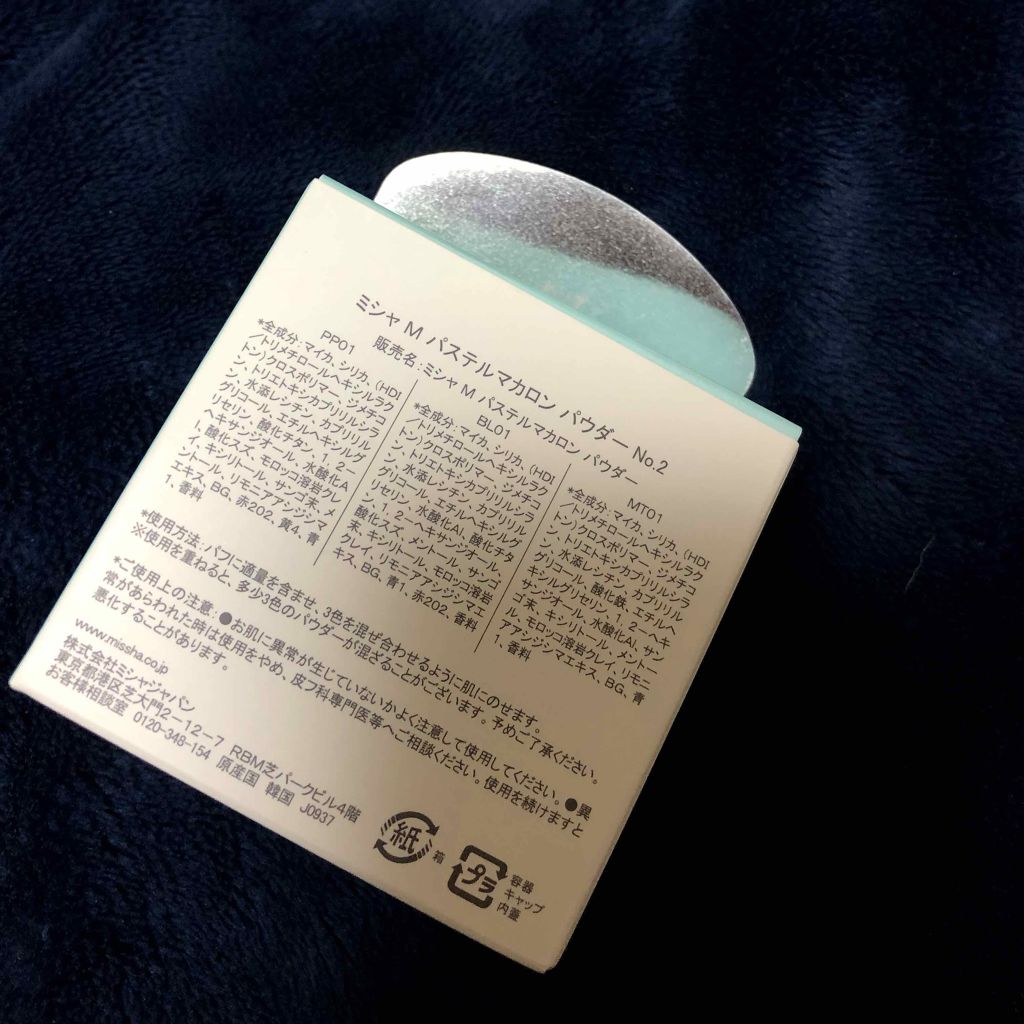 ミシャ M パステルマカロン パウダー No.2
販売名：ミシャ M パステルマカロン パウダー
PP01
*全成分：マイカ、シリカ、(HDI
/トリメチロールヘキシルラク
トン)クロスポリマー、ジメチコ
ン、トリエトキシカプリリルシラ
ン、水添レシチン、カプリリル
グリコール、エチルヘキシルグ
リセリン、酸化チタン、1、2-
ヘキサンジオール、水酸化A
l、酸化スズ、モロッコ溶岩クレ
イ、キシリトール、サンゴ末、メ
ントール、リモニアアシジシマ
エキス、BG、赤202、黄4、青
1、香料
BL01
*全成分：マイカ、シリカ、(HDI
/トリメチロールヘキシルラク
トン)クロスポリマー、ジメチコ
ン、トリエトキシカプリリルシラ
ン、水添レシチン、カプリリル
グリコール、エチルヘキシルグ
リセリン、水酸化Al、酸化チタ
ン、1、2-ヘキサンジオール、
酸化スズ、メントール、サンゴ
末、キシリトール、モロッコ溶岩
クレイ、リモニアアシジシマエ
キス、BG、青1、赤202、香料
MT01
*全成分：マイカ、シリカ、(HDI
/トリメチロールヘキシルラク
トン)クロスポリマー、ジメチコ
ン、トリエトキシカプリリルシラ
ン、水添レシチン、カプリリル
グリコール、酸化鉄、エチルヘ
キシルグリセリン、1、2-ヘキ
サンジオール、水酸化Al、サン
ゴ末、キシリトール、メントー
ル、モロッコ溶岩クレイ、リモニ
アアシジシマエキス、BG、青
1、香料
*使用方法：パフに適量を含ませ、3色を混ぜ合わせるように肌にのせます。
※使用を重ねると、多少3色のパウダーが混ざることがございます。予めご了承ください。
*ご使用上の注意：●お肌に異常が生じていないかよく注意して使用してください。●異
常があらわれた時は使用をやめ、皮フ科専門医等へご相談ください。使用を続けますと
悪化することがあります。
www.missha.co.jp
株式会社ミシャジャパン
東京都港区芝大門2-12-7 RBM芝パークビル4階
お客様相談室 0120-348-154 原産国 韓国 J0937
紙
箱
プラ
容器
キャップ
内蓋